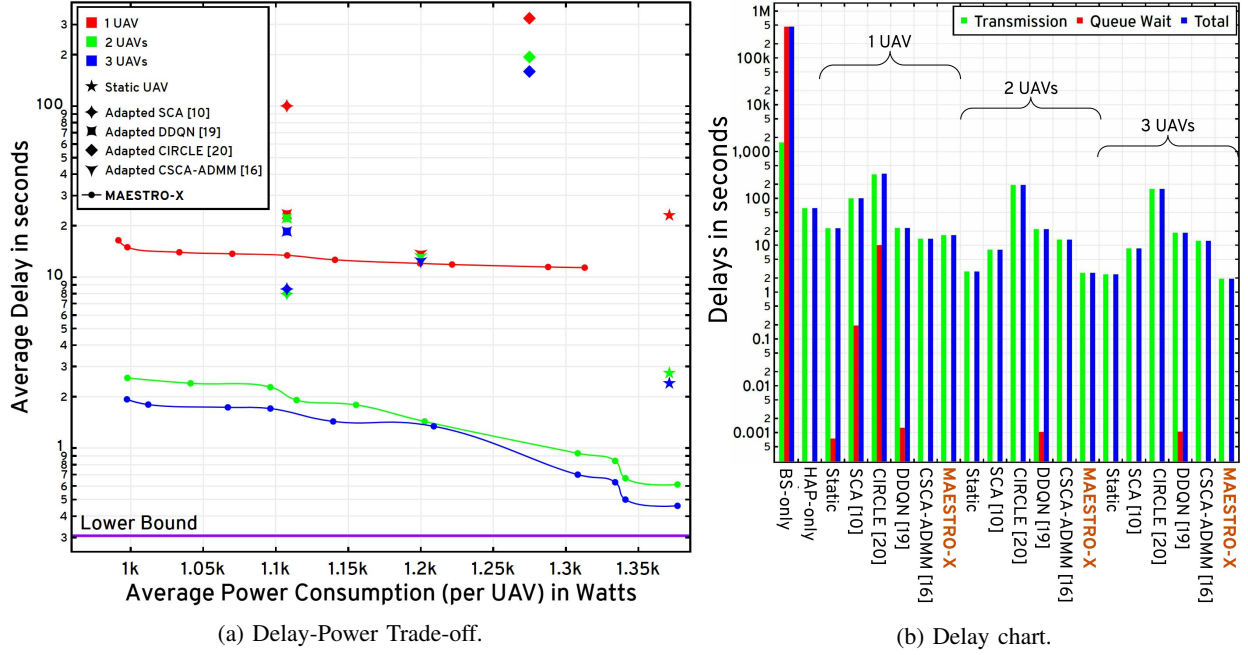 1 UAV
2 UAVs
3 UAVs
Static UAV
Adapted SCA [10]
Adapted DDQN [19]
Adapted CIRCLE [20]
Adapted CSCA-ADMM [16]
MAESTRO-X
Average Delay in seconds
3
2
100
9
8
7
6
5
4
3
2
10
9
8
7
6
5
4
3
2
1
9
8
7
6
5
4
3
Lower Bound
1k 1.05k 1.1k 1.15k 1.2k 1.25k 1.3k 1.35k
Average Power Consumption (per UAV) in Watts
(a) Delay-Power Trade-off.
Transmission Queue Wait Total
1 UAV
2 UAVs
3 UAVs
Delays in seconds
1M
5
2
100k
5
2
10k
5
2
1,000
5
2
100
5
2
10
5
2
1
5
2
0.1
5
2
0.01
5
2
0.001
5
BS-only
HAP-only
Static
SCA [10]
CIRCLE [20]
DDQN [19]
CSCA-ADMM [16]
MAESTRO-X
Static
SCA [10]
CIRCLE [20]
DDQN [19]
CSCA-ADMM [16]
MAESTRO-X
Static
SCA [10]
CIRCLE [20]
DDQN [19]
CSCA-ADMM [16]
MAESTRO-X
(b) Delay chart.